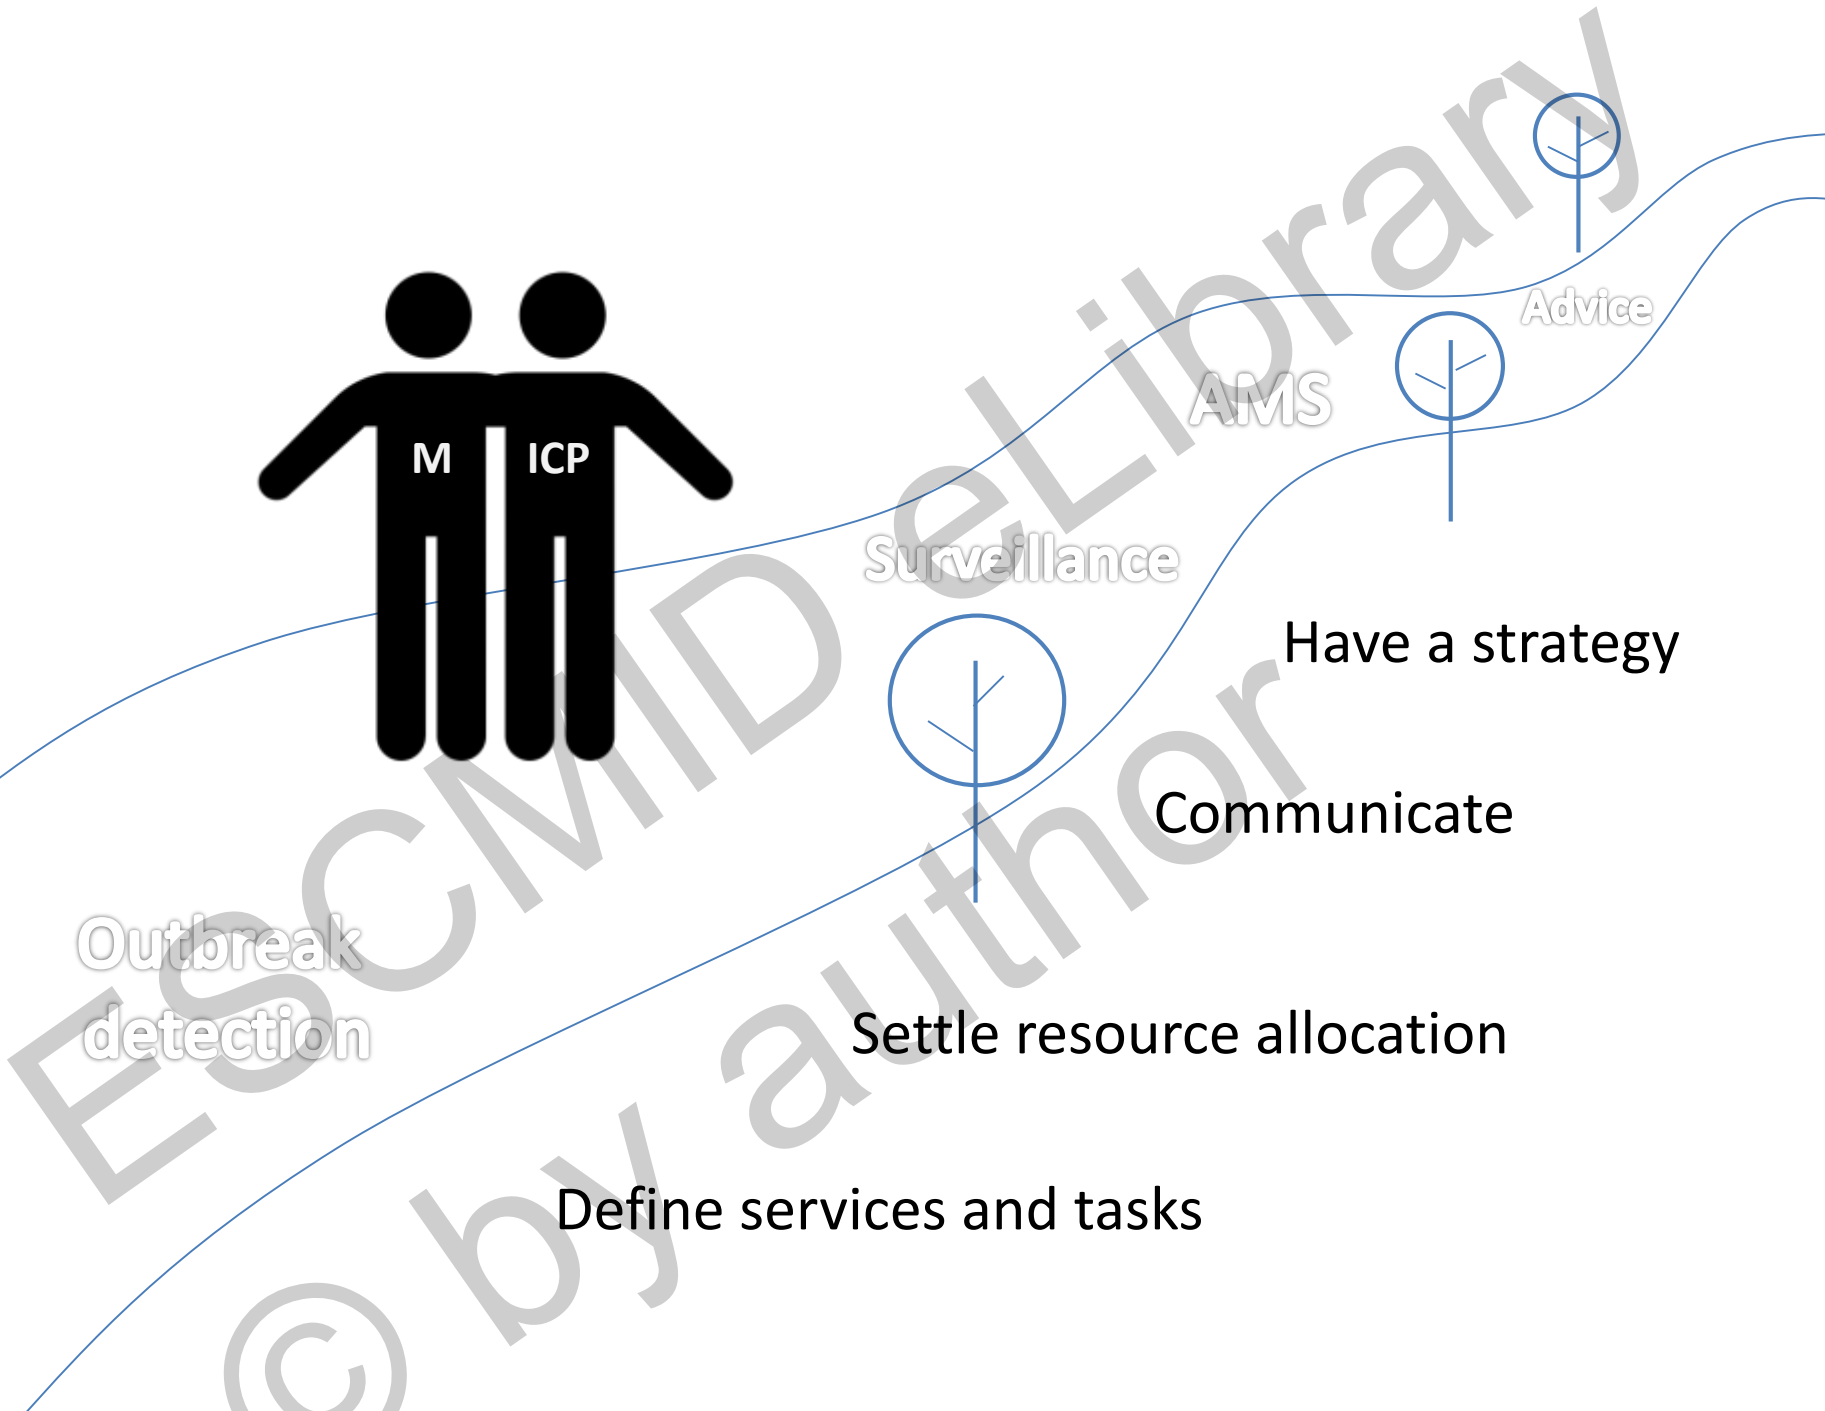 Advice
AMS
M ICP
Surveillance
Have a strategy
Communicate
Outbreak
detection
Settle resource allocation
Define services and tasks
ESCMID eLibrary
© by author